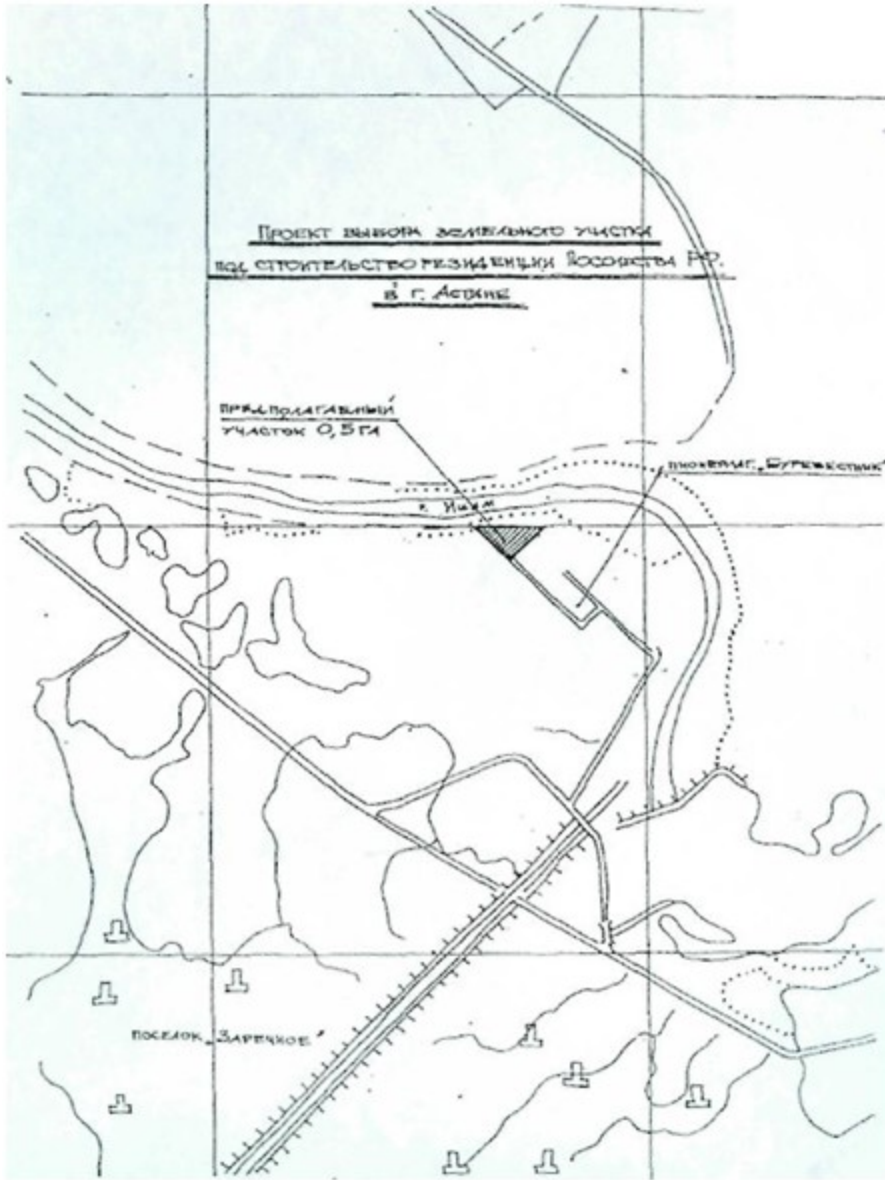 ПРОЕКТ ВЫБОРА ЗЕМЕЛЬНОГО УЧАСТКА
ПОД СТРОИТЕЛЬСТВО РЕЗИДЕНЦИИ ПОСОЛЬСТВА РФ.
В Г. АСТАНЕ
ПРЕДПОЛАГАЕМЫЙ
УЧАСТОК 0,5 ГА
ПИОНЕРЛАГ. „БУРЕВЕСТНИК"
р. Ишим
ПОСЕЛОК „ЗАРЕЧНОЕ"